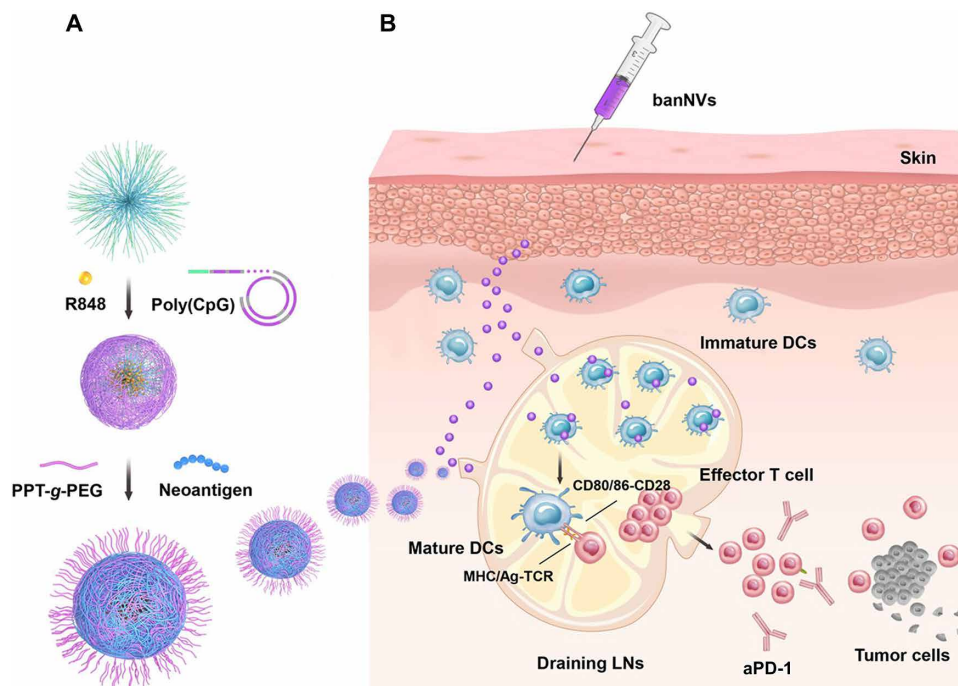 A
B
banNVs
Skin
R848
Poly(CpG)
Immature DCs
PPT-g-PEG
Neoantigen
Effector T cell
CD80/86-CD28
Mature DCs
MHC/Ag-TCR
Draining LNs
aPD-1
Tumor cells